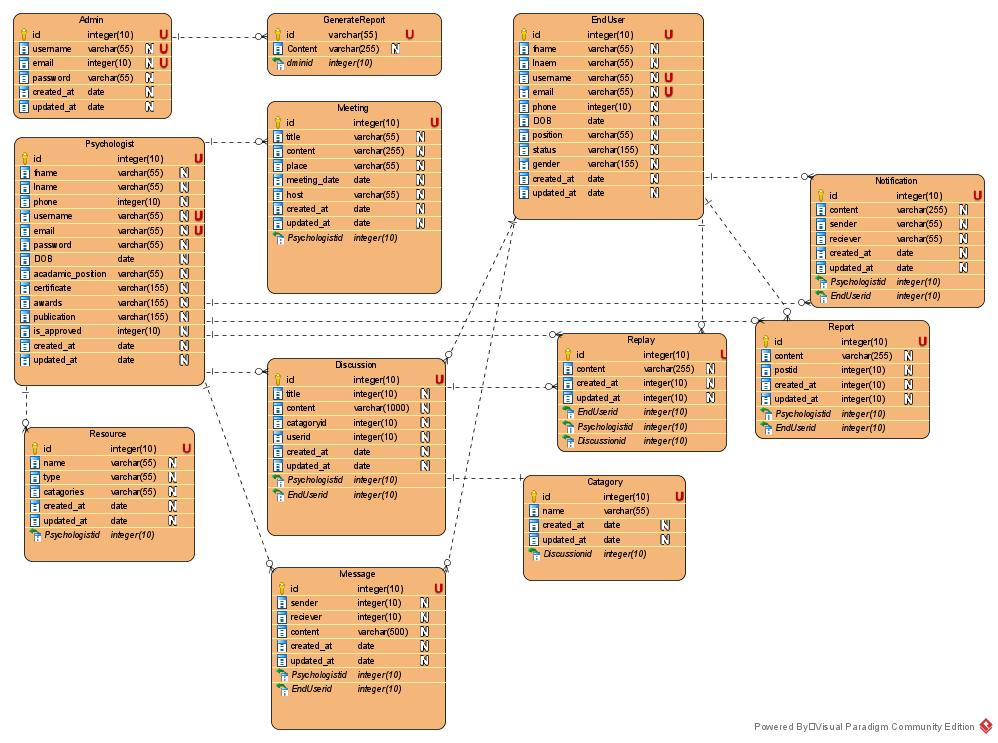 Admin
id integer(10) U
username varchar(55) N U
email integer(10) N U
password varchar(55) N
created_at date N
updated_at date N
GenerateReport
id varchar(55) U
Content varchar(255) N
dminid integer(10)
Meeting
id integer(10) U
title varchar(55) N
content varchar(255) N
place varchar(55) N
meeting_date date N
host varchar(55) N
created_at date N
updated_at date N
Psychologistid integer(10)
EndUser
id integer(10) U
fname varchar(55) N
lnaem varchar(55) N
username varchar(55) N U
email varchar(55) N U
phone integer(10) N
DOB date N
position varchar(55) N
status varchar(155) N
gender varchar(155) N
created_at date N
updated_at date N
Psychologist
id integer(10) U
fname varchar(55) N
lname varchar(55) N
phone integer(10) N
username varchar(55) N U
email varchar(55) N U
password varchar(55) N
DOB date N
acadamic_position varchar(55) N
certificate varchar(155) N
awards varchar(155) N
publication varchar(155) N
is_approved integer(10) N
created_at date N
updated_at date N
Notification
id integer(10) U
content varchar(255) N
sender varchar(55) N
reciever varchar(55) N
created_at date N
updated_at date N
Psychologistid integer(10)
EndUserid integer(10)
Report
id integer(10) U
content varchar(255) N
postid integer(10) N
created_at integer(10) N
updated_at integer(10) N
Psychologistid integer(10)
EndUserid integer(10)
Replay
id integer(10) U
content varchar(255) N
created_at integer(10) N
updated_at integer(10) N
EndUserid integer(10)
Psychologistid integer(10)
Discussionid integer(10)
Discussion
id integer(10) U
title integer(10) N
content varchar(1000) N
catagoryid integer(10) N
userid integer(10) N
created_at date N
updated_at date N
Psychologistid integer(10)
EndUserid integer(10)
Resource
id integer(10) U
name varchar(55) N
type varchar(55) N
catagories varchar(55) N
created_at date N
updated_at date N
Psychologistid integer(10)
Catagory
id integer(10) U
name varchar(55)
created_at date N
updated_at date N
Discussionid integer(10)
Message
id integer(10) U
sender integer(10) N
reciever integer(10) N
content varchar(500) N
created_at date N
updated_at date N
Psychologistid integer(10)
EndUserid integer(10)
Powered By Visual Paradigm Community Edition